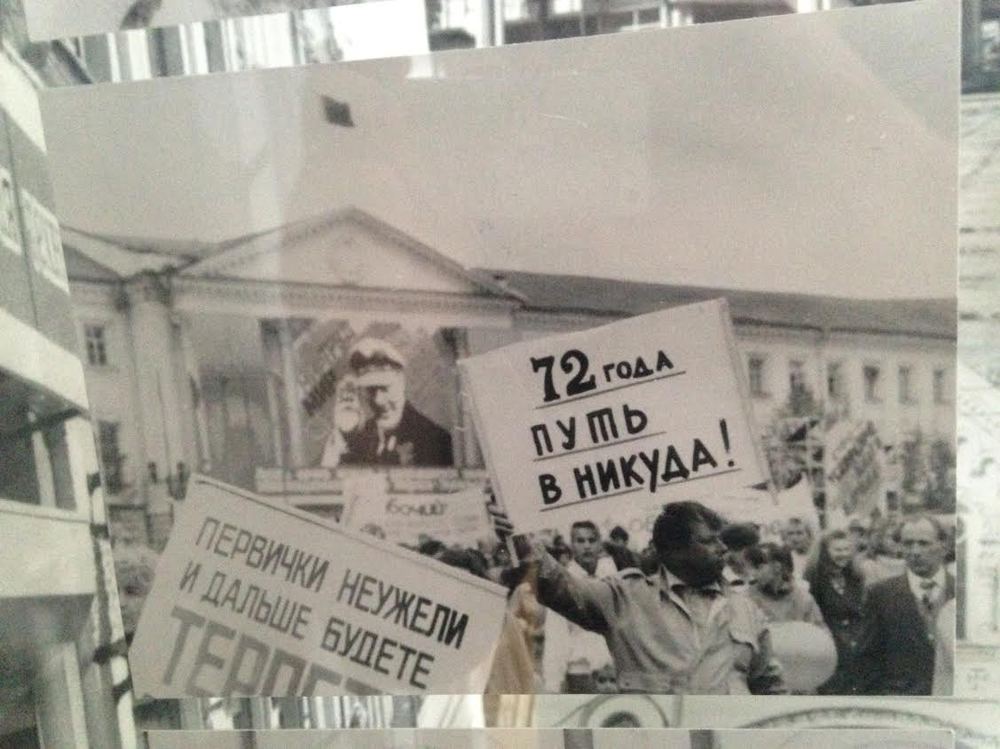 72 ГОДА
ПУТЬ
В НИКУДА!
ПЕРВИЧКИ НЕУЖЕЛИ
И ДАЛЬШЕ БУДЕТЕ